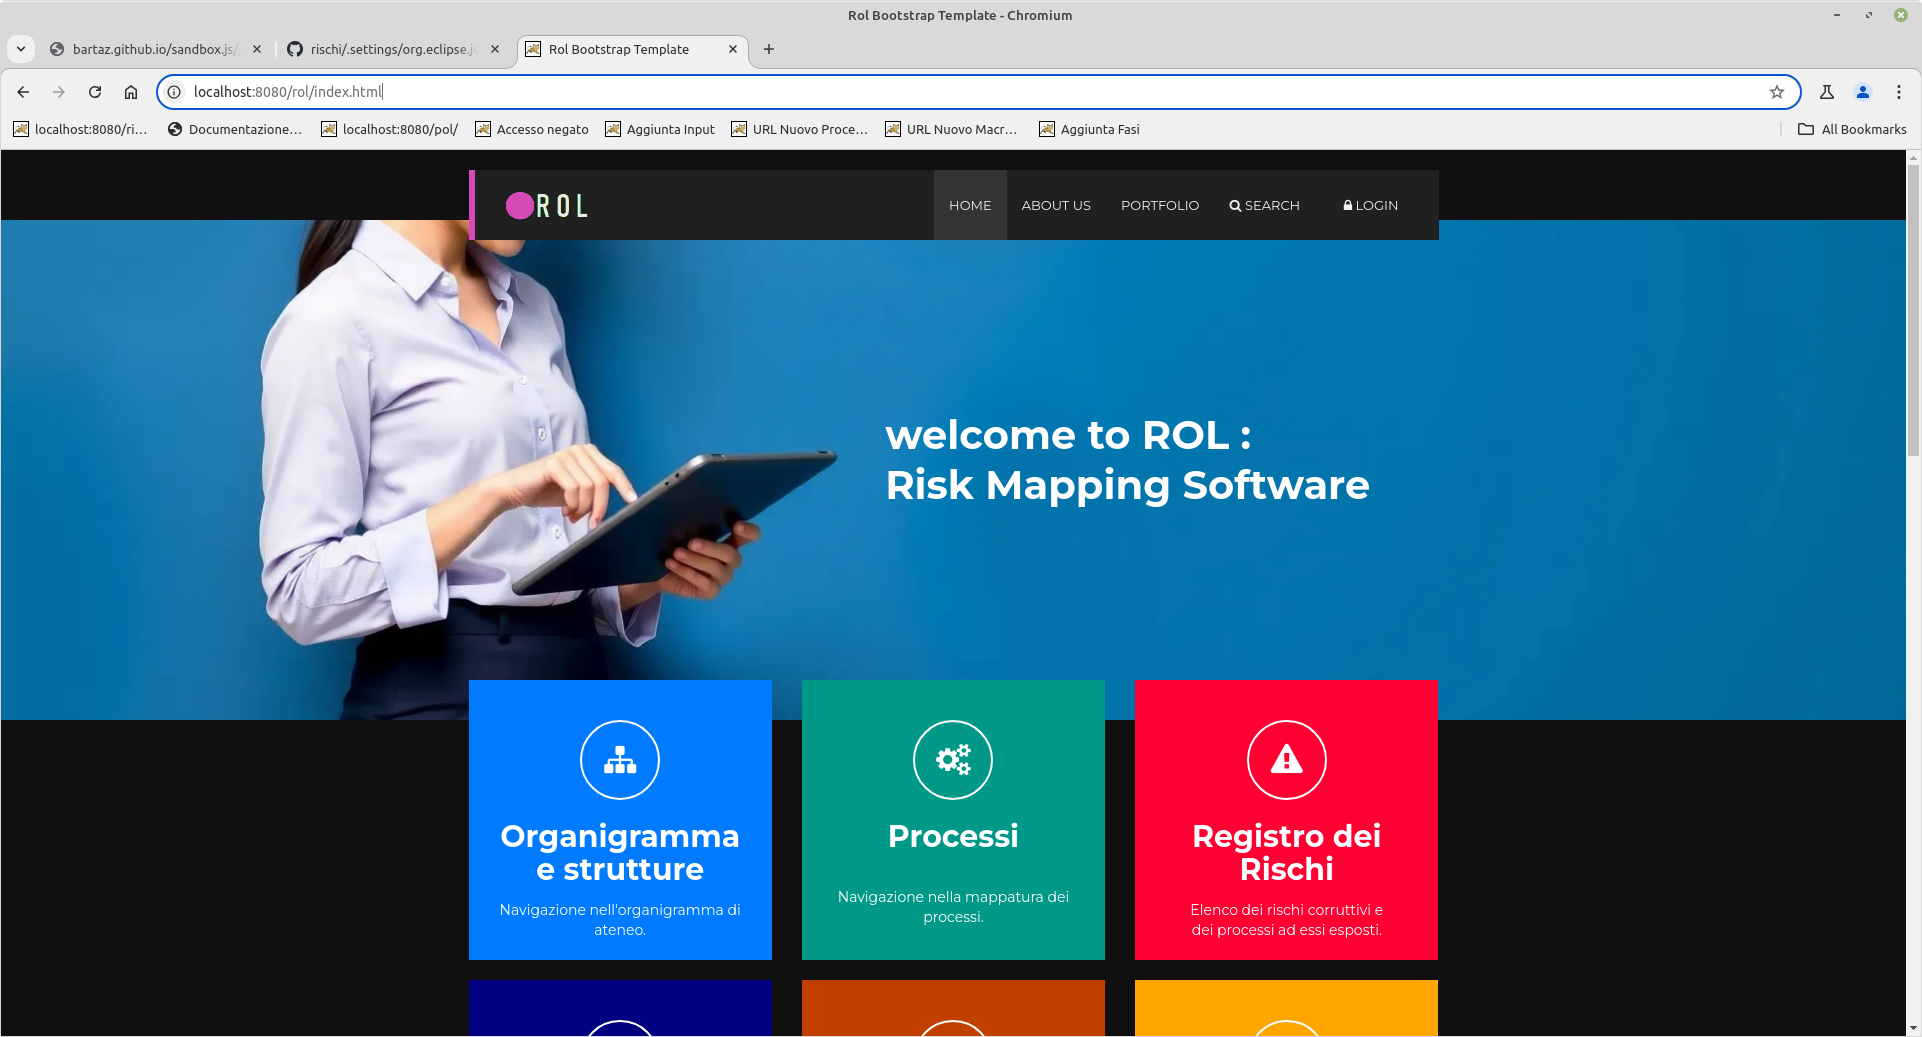 Rol Bootstrap Template - Chromium
bartaz.github.io/sandbox.js/
rischi/.settings/org.eclipse.jc
Rol Bootstrap Template
localhost:8080/rol/index.html
localhost:8080/ri...
Documentazione...
localhost:8080/pol/
Accesso negato
Aggiunta Input
URL Nuovo Proce...
URL Nuovo Macr...
Aggiunta Fasi
All Bookmarks
ROL
HOME
ABOUT US
PORTFOLIO
SEARCH
LOGIN
welcome to ROL :
Risk Mapping Software
Organigramma
e strutture
Navigazione nell'organigramma di
ateneo.
Processi
Navigazione nella mappatura dei
processi.
Registro dei
Rischi
Elenco dei rischi corruttivi e
dei processi ad essi esposti.